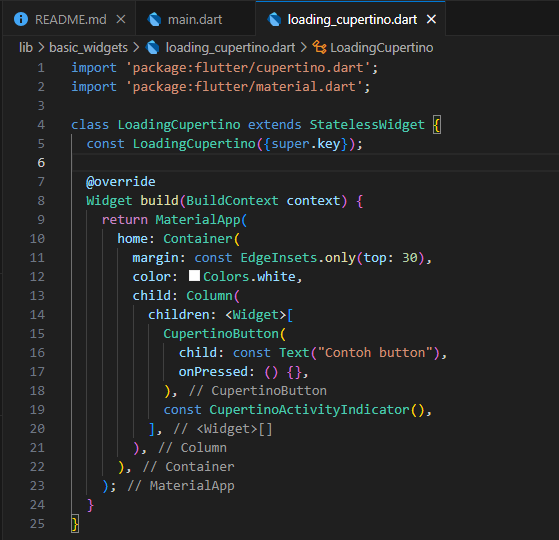 README.md main.dart loading_cupertino.dart
lib > basic_widgets > loading_cupertino.dart > LoadingCupertino
1 import 'package:flutter/cupertino.dart';
2 import 'package:flutter/material.dart';
3
4 class LoadingCupertino extends StatelessWidget {
5   const LoadingCupertino({super.key});
6
7   @override
8   Widget build(BuildContext context) {
9     return MaterialApp(
10       home: Container(
11         margin: const EdgeInsets.only(top: 30),
12         color: Colors.white,
13         child: Column(
14           children: <Widget>[
15             CupertinoButton(
16               child: const Text("Contoh button"),
17               onPressed: () {},
18             ), // CupertinoButton
19             const CupertinoActivityIndicator(),
20           ], // <Widget>[]
21         ), // Column
22       ), // Container
23     ); // MaterialApp
24   }
25 }